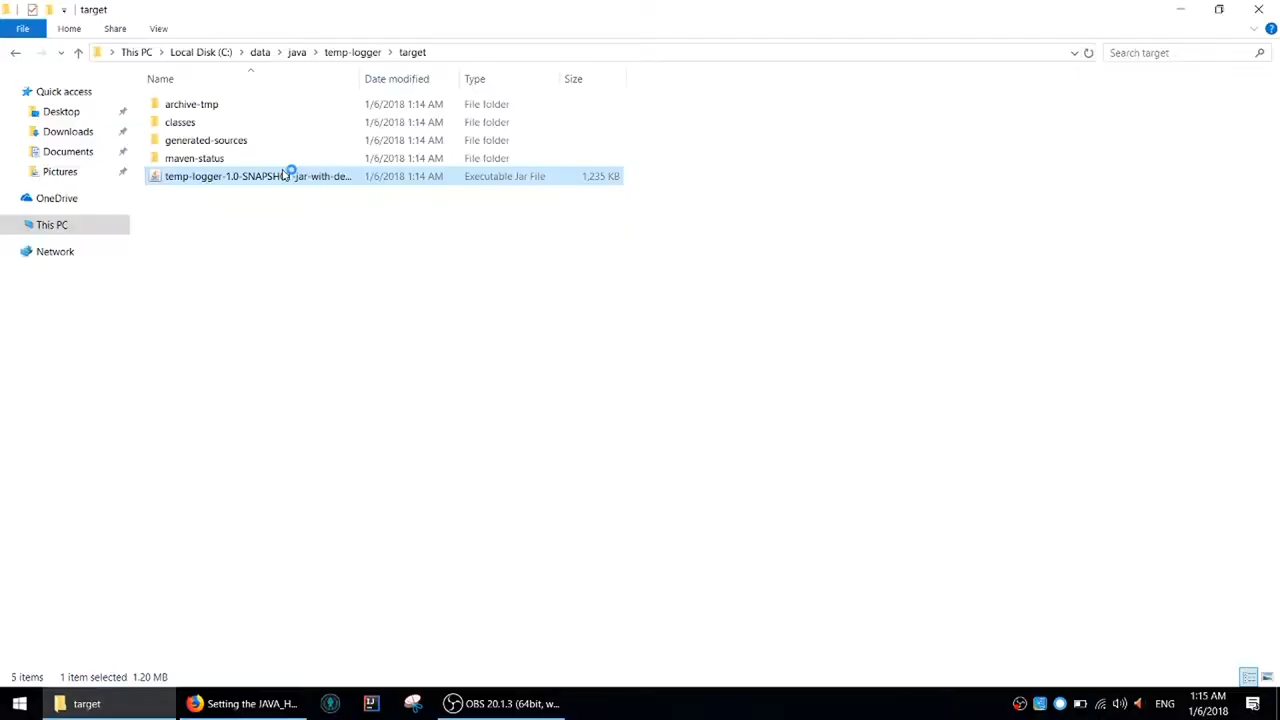 target
File Home Share View
This PC Local Disk (C:) data java temp-logger target
Search target
Name Date modified Type Size
Quick access
Desktop
Downloads
Documents
Pictures
OneDrive
This PC
Network
archive-tmp 1/6/2018 1:14 AM File folder
classes 1/6/2018 1:14 AM File folder
generated-sources 1/6/2018 1:14 AM File folder
maven-status 1/6/2018 1:14 AM File folder
temp-logger-1.0-SNAPSHOT-jar-with-de... 1/6/2018 1:14 AM Executable Jar File 1,235 KB
5 items 1 item selected 1.20 MB
target
Setting the JAVA_H...
OBS 20.1.3 (64bit, w...
ENG
1:15 AM
1/6/2018